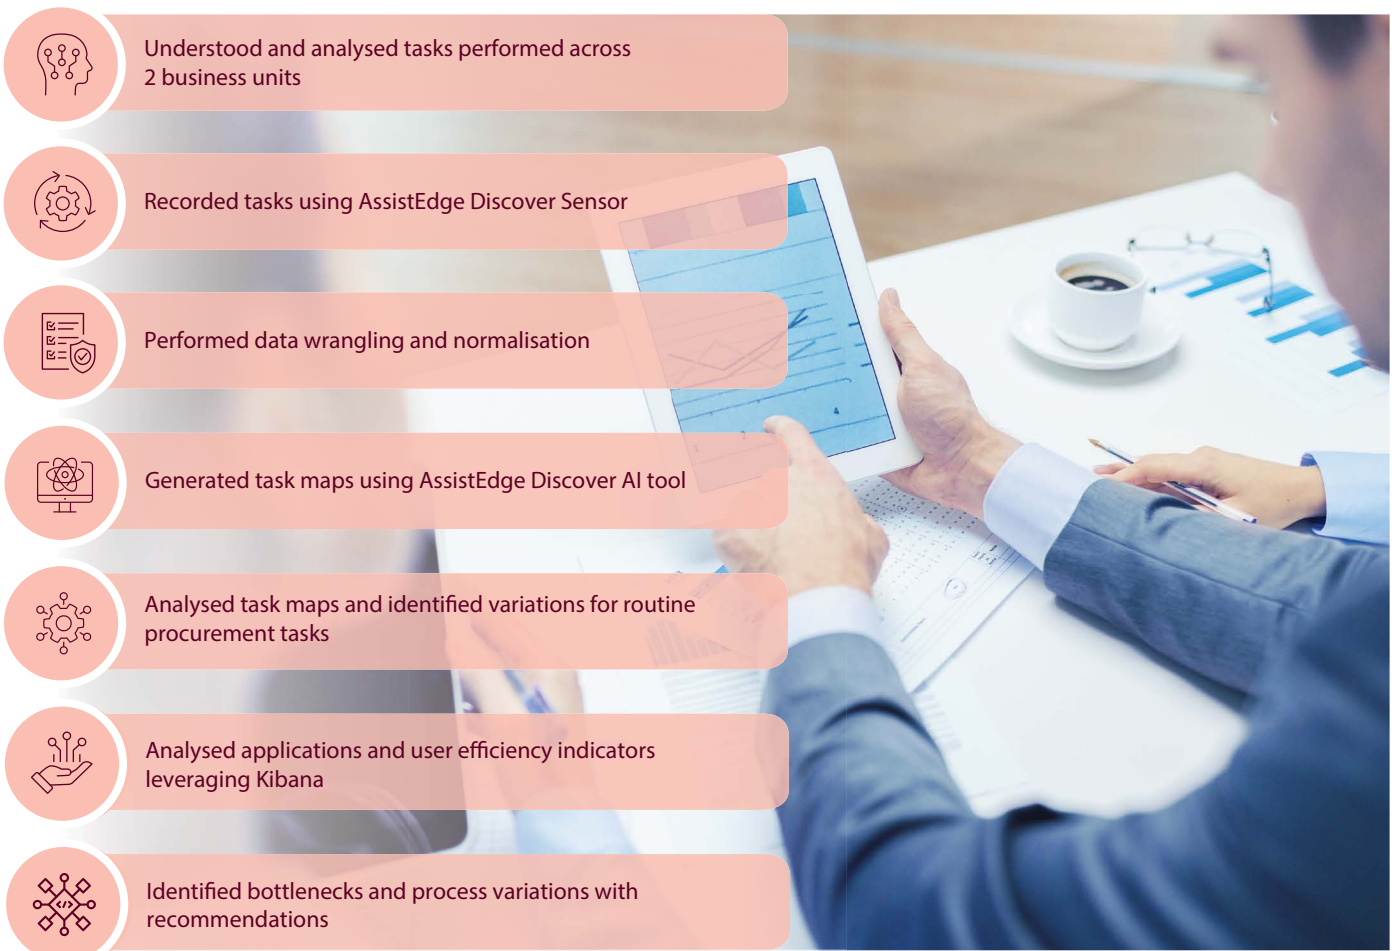 Understood and analysed tasks performed across
2 business units
Recorded tasks using AssistEdge Discover Sensor
Performed data wrangling and normalisation
Generated task maps using AssistEdge Discover AI tool
Analysed task maps and identified variations for routine
procurement tasks
Analysed applications and user efficiency indicators
leveraging Kibana
Identified bottlenecks and process variations with
recommendations